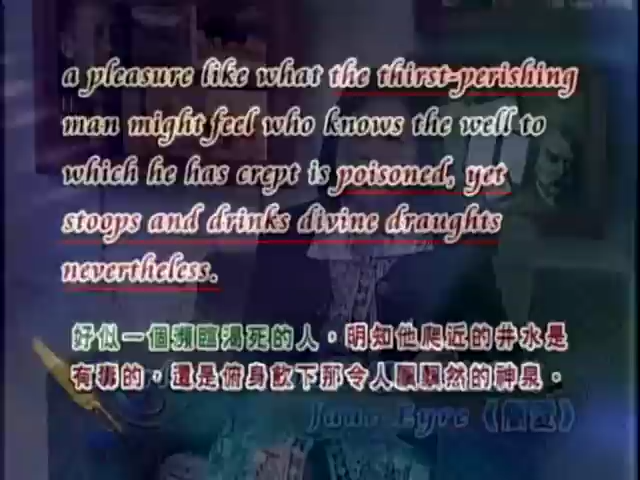 a pleasure like what the thirst-perishing
man might feel who knows the well to
which he has crept is poisoned, yet
stoops and drinks divine draughts
nevertheless.
好似一個瀕臨渴死的人，明知他爬近的井水是
有毒的，還是俯身飲下那令人飄飄然的神泉。
Jane Eyre《簡愛》